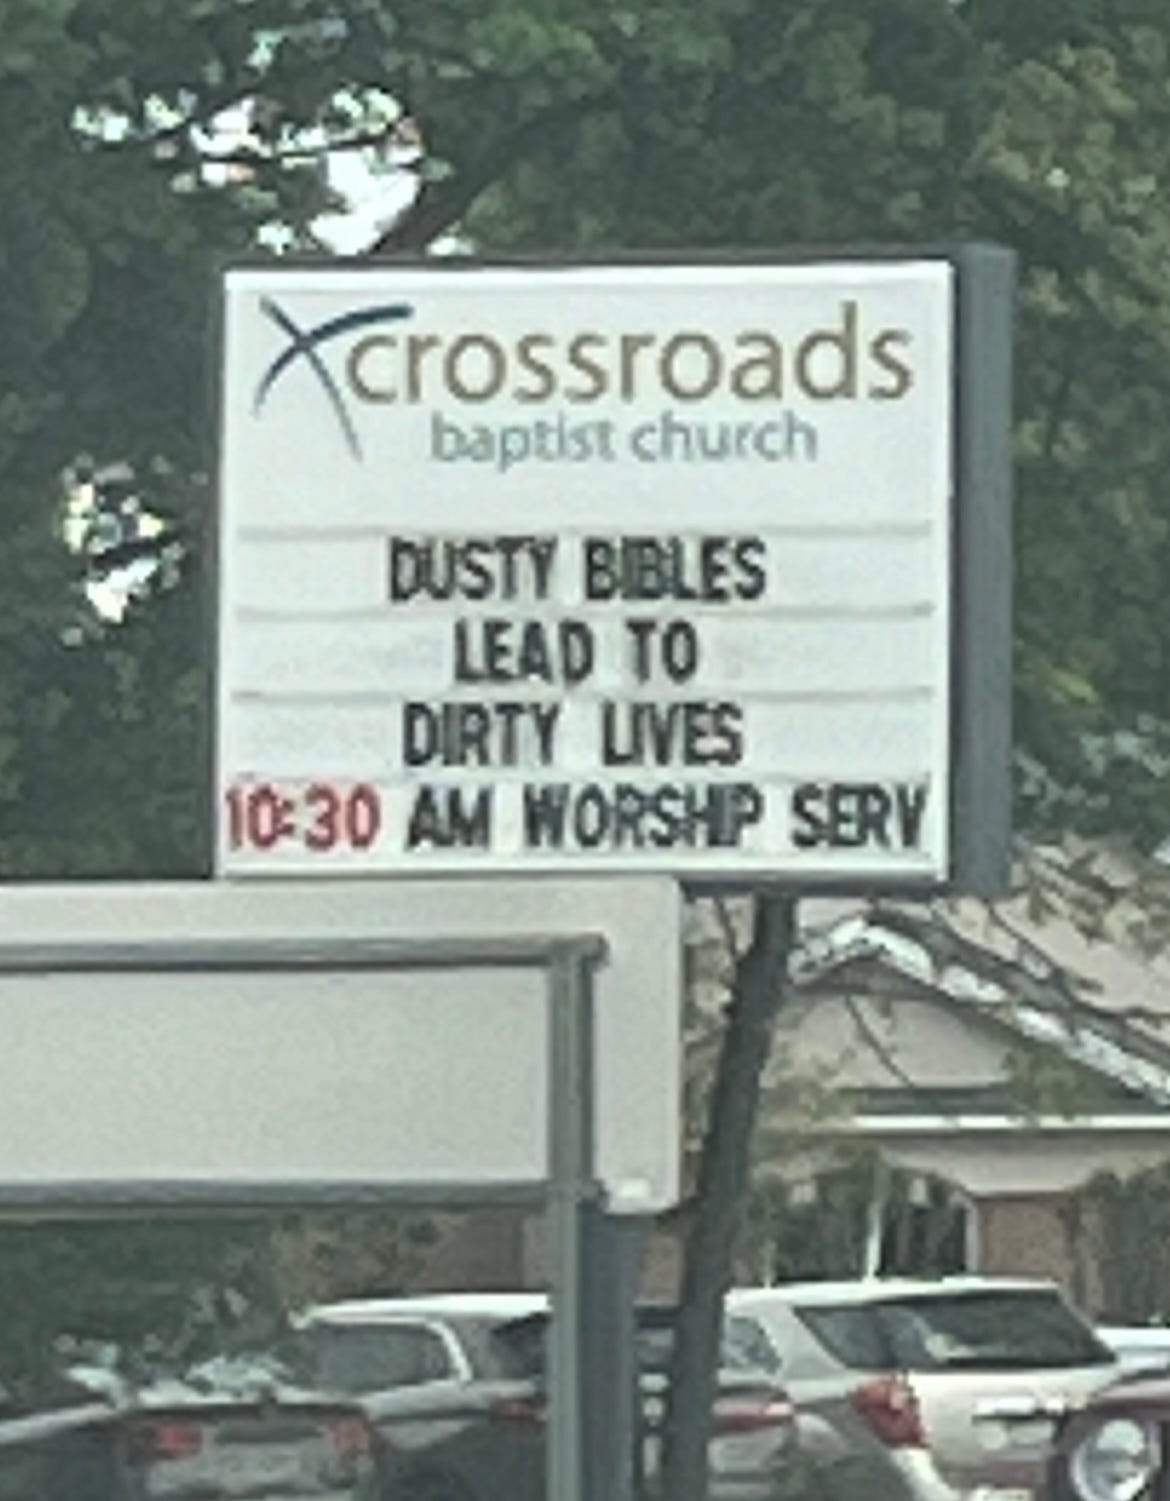 crossroads
baptist church
DUSTY BIBLES
LEAD TO
DIRTY LIVES
10:30 AM WORSHIP SERV